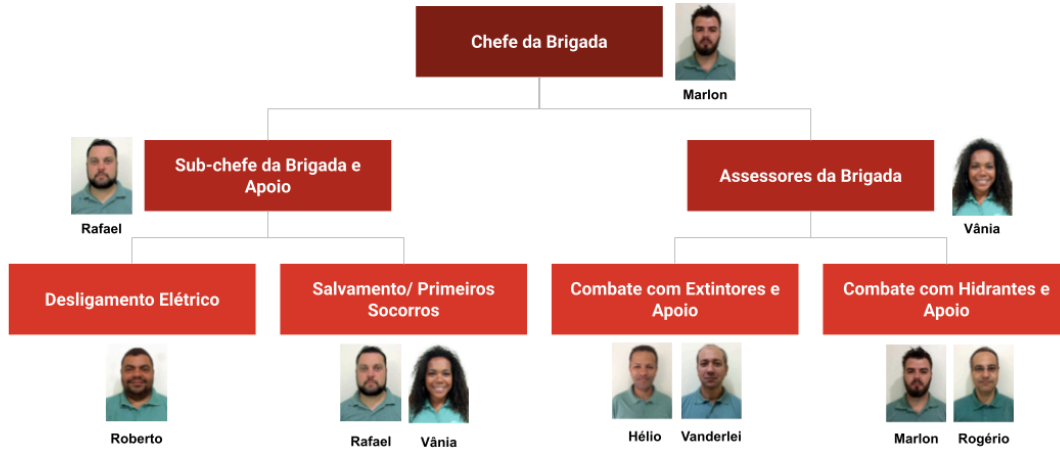 Chefe da Brigada
Marlon
Sub-chefe da Brigada e
Apoio
Rafael
Assessores da Brigada
Vânia
Desligamento Elétrico
Roberto
Salvamento/ Primeiros
Socorros
Rafael
Vânia
Combate com Extintores e
Apoio
Hélio
Vanderlei
Combate com Hidrantes e
Apoio
Marlon
Rogério